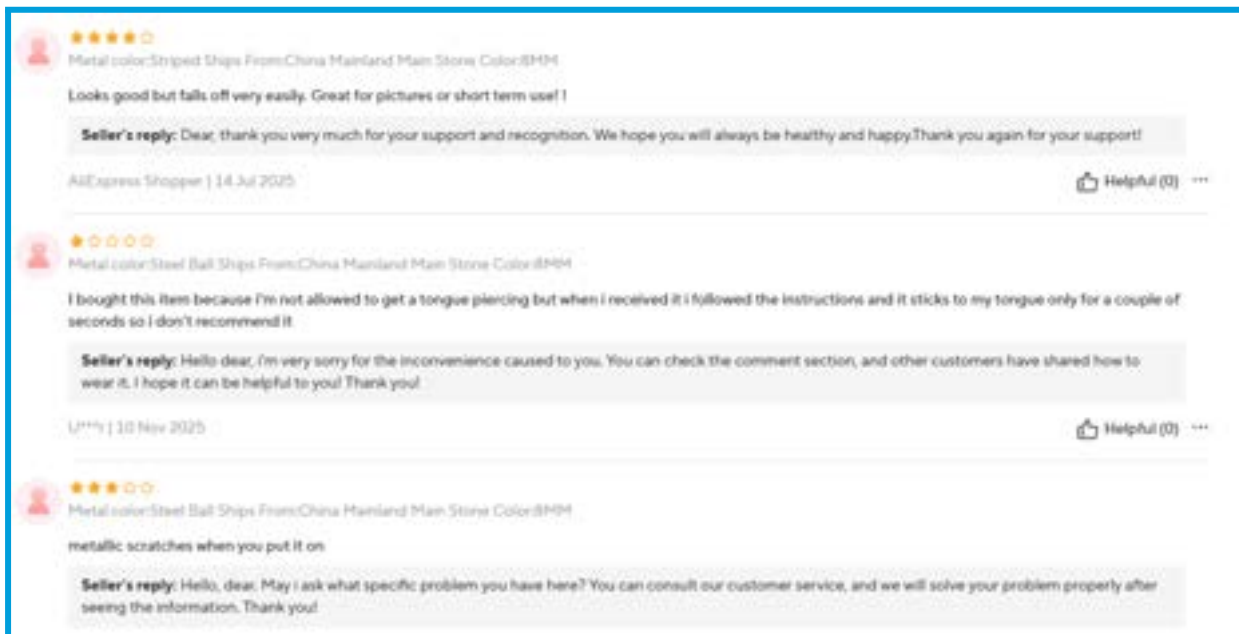 Metal color:Striped Ships From:China Mainland Main Stone Color:8MM
Looks good but falls off very easily. Great for pictures or short term use! !
Seller's reply: Dear, thank you very much for your support and recognition. We hope you will always be healthy and happy.Thank you again for your support!
AliExpress Shopper | 14 Jul 2025
Helpful (0)
Metal color:Steel Ball Ships From:China Mainland Main Stone Color:8MM
I bought this item because I'm not allowed to get a tongue piercing but when i received it i followed the instructions and it sticks to my tongue only for a couple of
seconds so i don't recommend it
Seller's reply: Hello dear, i'm very sorry for the inconvenience caused to you. You can check the comment section, and other customers have shared how to
wear it. I hope it can be helpful to you! Thank you!
10 Nov 2025
Helpful (0)
Metal color:Steel Ball Ships From:China Mainland Main Stone Color:8MM
metallic scratches when you put it on
Seller's reply: Hello, dear. May i ask what specific problem you have here? You can consult our customer service, and we will solve your problem properly after
seeing the information. Thank you!